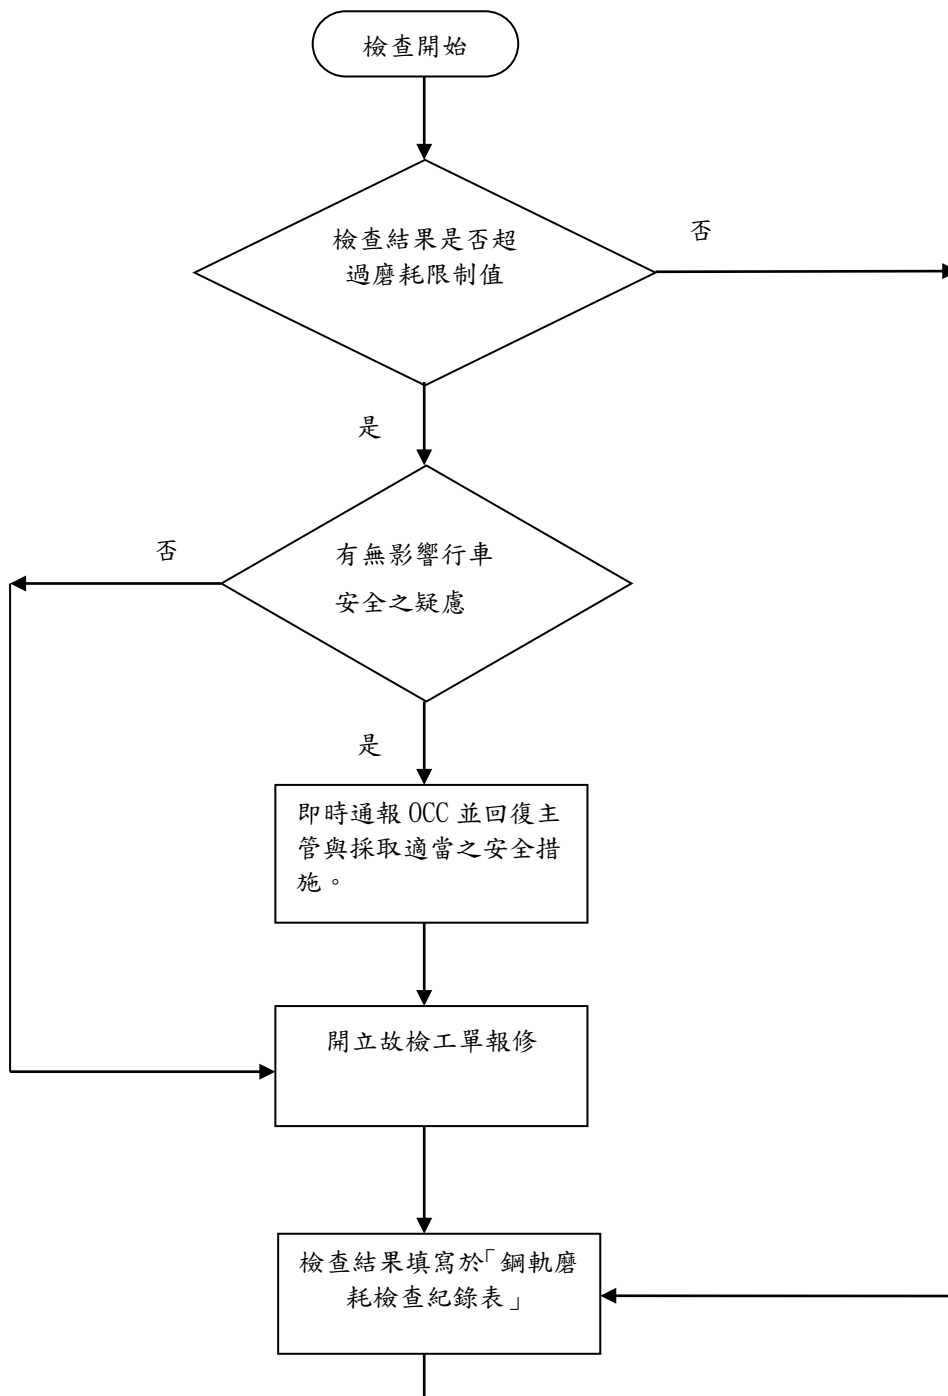 檢查開始
檢查結果是否超
過磨耗限制值
否
是
有無影響行車
安全之疑慮
否
是
即時通報 OCC 並回復主
管與採取適當之安全措
施。
開立故檢工單報修
檢查結果填寫於「鋼軌磨
耗檢查紀錄表」